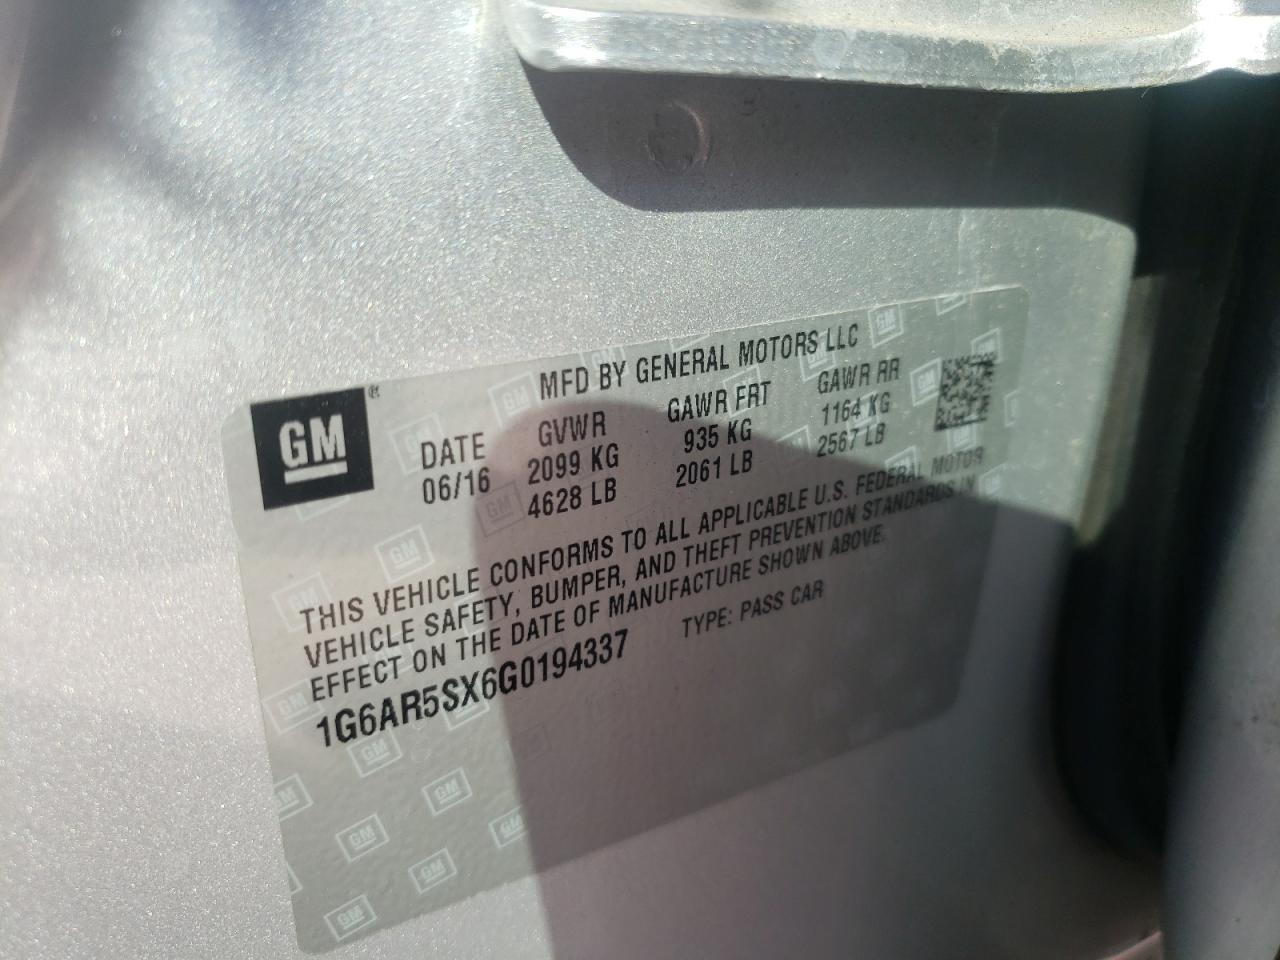 GM®
MFD BY GENERAL MOTORS LLC
DATE GVWR GAWR FRT GAWR RR
06/16 2099 KG 935 KG 1164 KG
4628 LB 2061 LB 2567 LB
THIS VEHICLE CONFORMS TO ALL APPLICABLE U.S. FEDERAL MOTOR
VEHICLE SAFETY, BUMPER, AND THEFT PREVENTION STANDARDS IN
EFFECT ON THE DATE OF MANUFACTURE SHOWN ABOVE.
1G6AR5SX6G0194337 TYPE: PASS CAR